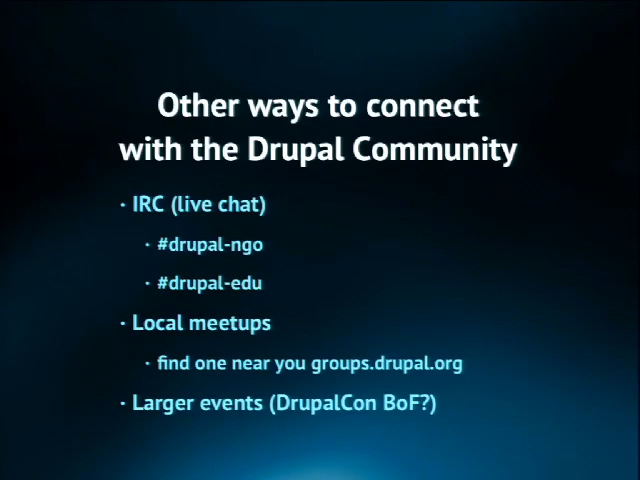 Other ways to connect
with the Drupal Community
· IRC (live chat)
· #drupal-ngo
· #drupal-edu
· Local meetups
· find one near you groups.drupal.org
· Larger events (DrupalCon BoF?)